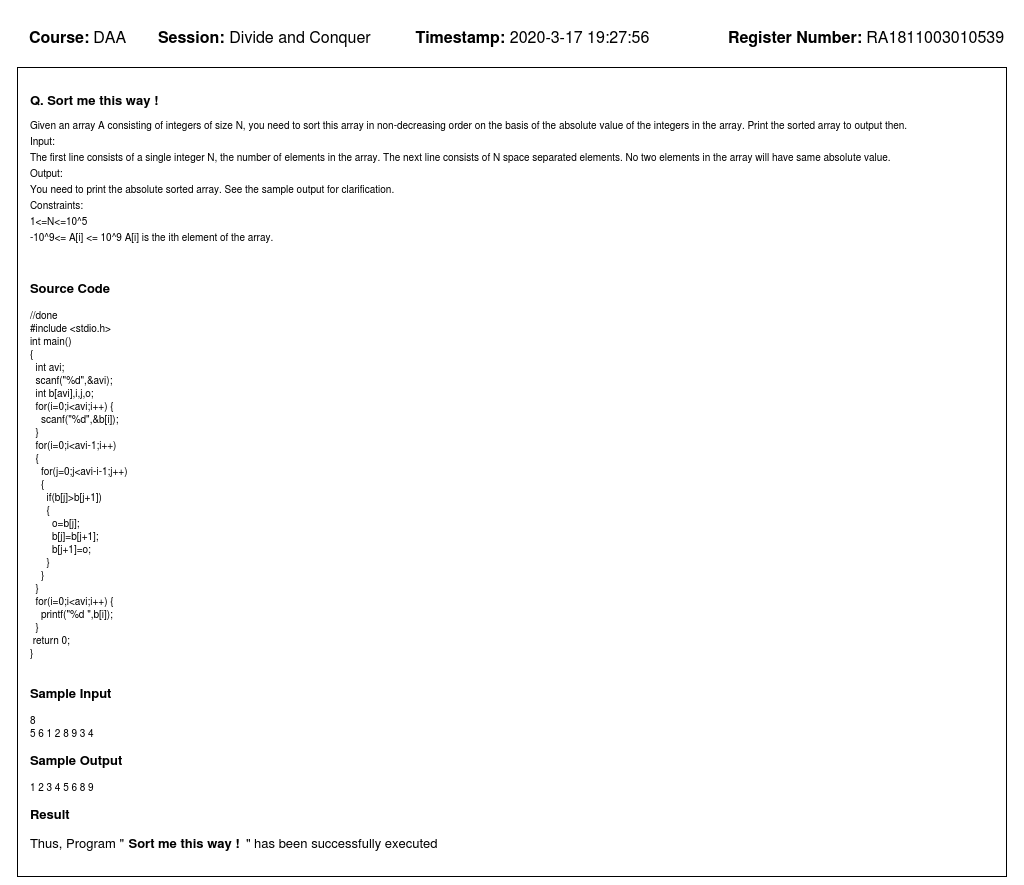 Course: DAA Session: Divide and Conquer Timestamp: 2020-3-17 19:27:56 Register Number: RA1811003010539
Q. Sort me this way !
Given an array A consisting of integers of size N, you need to sort this array in non-decreasing order on the basis of the absolute value of the integers in the array. Print the sorted array to output then.
Input:
The first line consists of a single integer N, the number of elements in the array. The next line consists of N space separated elements. No two elements in the array will have same absolute value.
Output:
You need to print the absolute sorted array. See the sample output for clarification.
Constraints:
1<=N<=10^5
-10^9<= A[i] <= 10^9 A[i] is the ith element of the array.
Source Code
//done
#include <stdio.h>
int main()
{
  int avi;
  scanf("%d",&avi);
  int b[avi],i,j,o;
  for(i=0;i<avi;i++) {
    scanf("%d",&b[i]);
  }
  for(i=0;i<avi-1;i++)
  {
    for(j=0;j<avi-i-1;j++)
    {
      if(b[j]>b[j+1])
      {
        o=b[j];
        b[j]=b[j+1];
        b[j+1]=o;
      }
    }
  }
  for(i=0;i<avi;i++) {
    printf("%d ",b[i]);
  }
 return 0;
}
Sample Input
8
5 6 1 2 8 9 3 4
Sample Output
1 2 3 4 5 6 8 9
Result
Thus, Program " Sort me this way ! " has been successfully executed